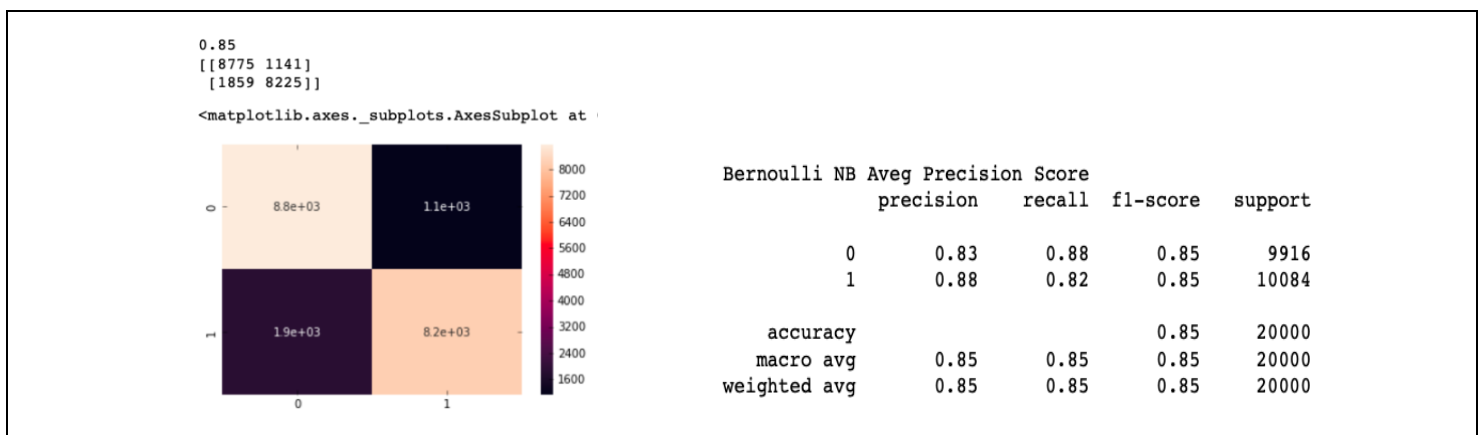 0.85
[[8775 1141]
[1859 8225]]
<matplotlib.axes._subplots.AxesSubplot at
8.8e+03 1.1e+03
1.9e+03 8.2e+03
0
1
0 1
8000
7200
6400
5600
4800
4000
3200
2400
1600
Bernoulli NB Aveg Precision Score
precision recall f1-score support
0 0.83 0.88 0.85 9916
1 0.88 0.82 0.85 10084
accuracy 0.85 20000
macro avg 0.85 0.85 0.85 20000
weighted avg 0.85 0.85 0.85 20000